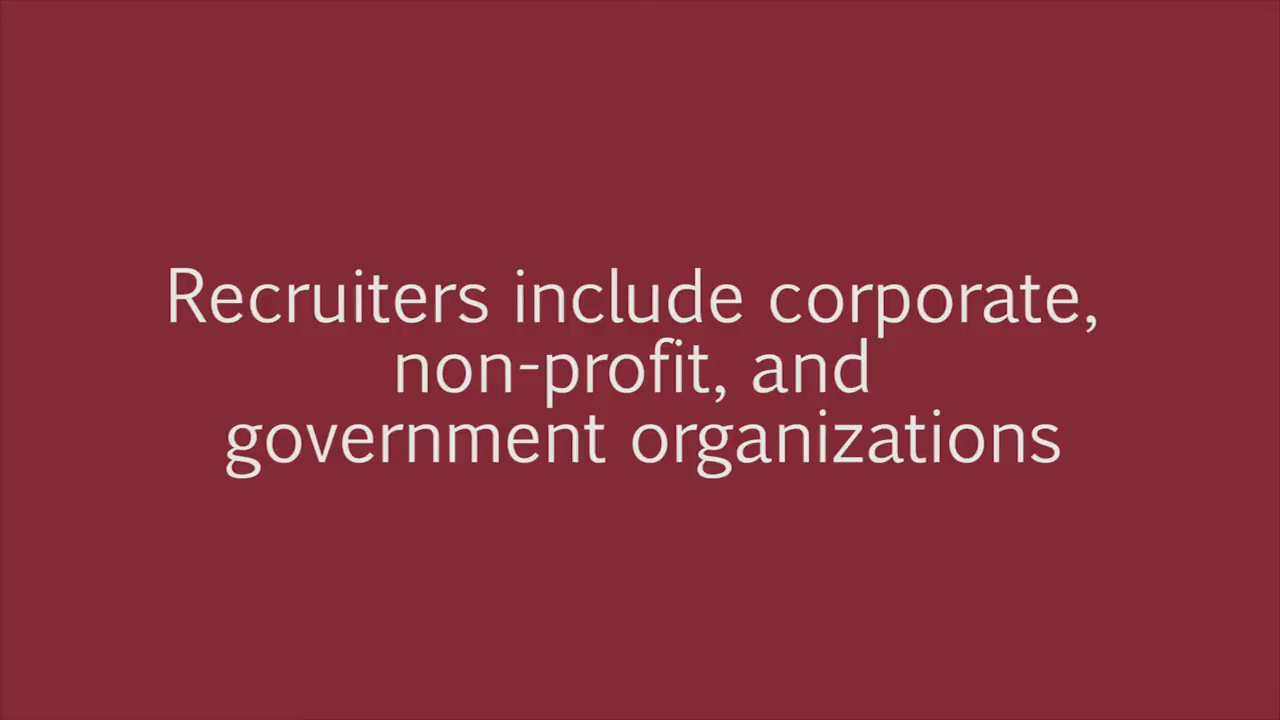 Recruiters include corporate,
non-profit, and
government organizations